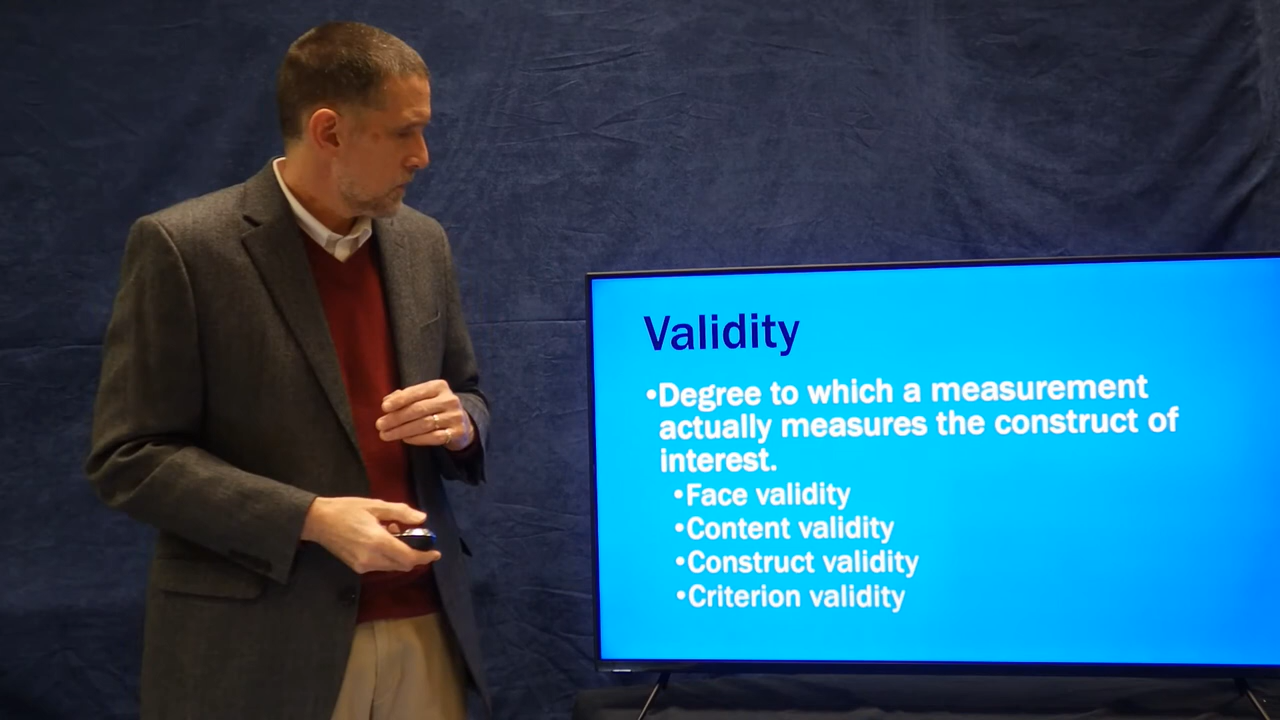 Validity
•Degree to which a measurement
actually measures the construct of
interest.
•Face validity
•Content validity
•Construct validity
•Criterion validity